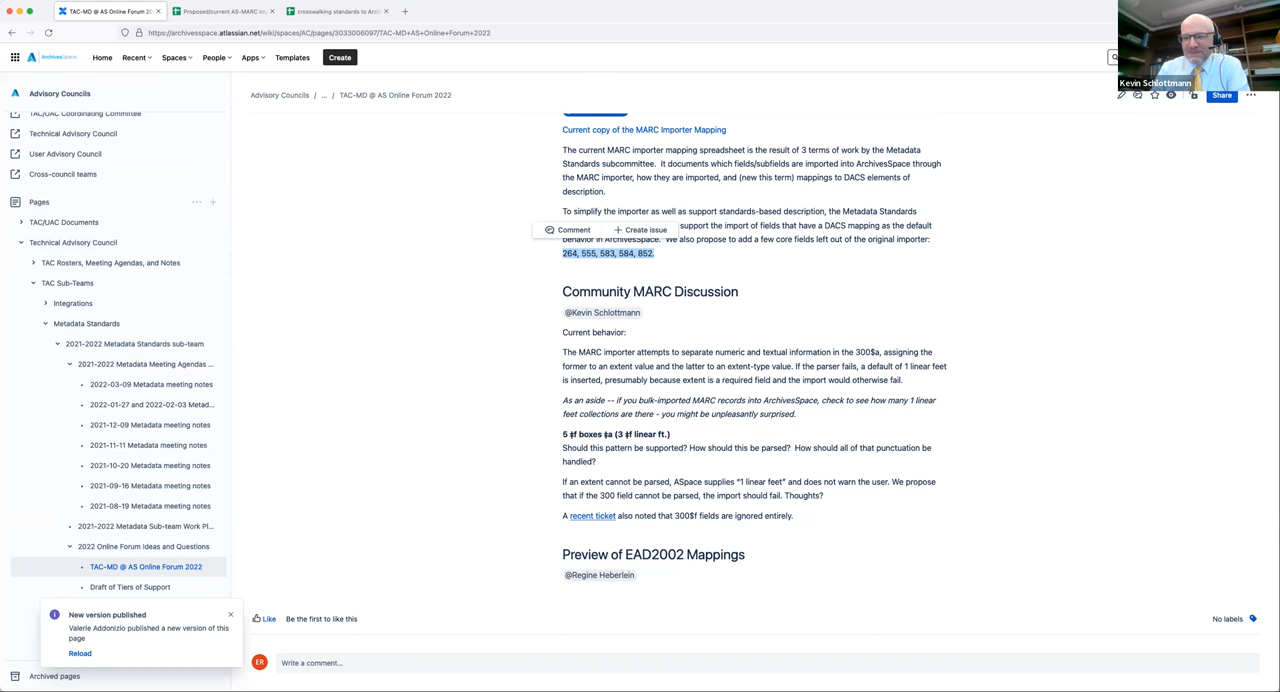 TAC-MD @ AS Online Forum 20
Proposed/current AS-MARC im
crosswalking standards to Arch
https://archivesspace.atlassian.net/wiki/spaces/AC/pages/3033006097/TAC-MD+AS+Online+Forum+2022
ArchivesSpace Home Recent Spaces People Apps Templates Create
Kevin Schlottmann
Advisory Councils
TAC/UAC Coordinating Committee
Technical Advisory Council
User Advisory Council
Cross-council teams
Pages
TAC/UAC Documents
Technical Advisory Council
TAC Rosters, Meeting Agendas, and Notes
TAC Sub-Teams
Integrations
Metadata Standards
2021-2022 Metadata Standards sub-team
2021-2022 Metadata Meeting Agendas ...
2022-03-09 Metadata meeting notes
2022-01-27 and 2022-02-03 Metad...
2021-12-09 Metadata meeting notes
2021-11-11 Metadata meeting notes
2021-10-20 Metadata meeting notes
2021-09-16 Metadata meeting notes
2021-08-19 Metadata meeting notes
2021-2022 Metadata Sub-team Work Pl...
2022 Online Forum Ideas and Questions
TAC-MD @ AS Online Forum 2022
Draft of Tiers of Support
New version published
Valerie Addonizio published a new version of this
page
Reload
Archived pages
Advisory Councils / ... / TAC-MD @ AS Online Forum 2022
Share
Current copy of the MARC Importer Mapping
The current MARC importer mapping spreadsheet is the result of 3 terms of work by the Metadata
Standards subcommittee. It documents which fields/subfields are imported into ArchivesSpace through
the MARC importer, how they are imported, and (new this term) mappings to DACS elements of
description.
To simplify the importer as well as support standards-based description, the Metadata Standards
Comment Create issue support the import of fields that have a DACS mapping as the default
behavior in ArchivesSpace. We also propose to add a few core fields left out of the original importer:
264, 555, 583, 584, 852.
Community MARC Discussion
@Kevin Schlottmann
Current behavior:
The MARC importer attempts to separate numeric and textual information in the 300$a, assigning the
former to an extent value and the latter to an extent-type value. If the parser fails, a default of 1 linear feet
is inserted, presumably because extent is a required field and the import would otherwise fail.
As an aside -- if you bulk-imported MARC records into ArchivesSpace, check to see how many 1 linear
feet collections are there - you might be unpleasantly surprised.
5 ‡f boxes ‡a (3 ‡f linear ft.)
Should this pattern be supported? How should this be parsed? How should all of that punctuation be
handled?
If an extent cannot be parsed, ASpace supplies "1 linear feet" and does not warn the user. We propose
that if the 300 field cannot be parsed, the import should fail. Thoughts?
A recent ticket also noted that 300$f fields are ignored entirely.
Preview of EAD2002 Mappings
@Regine Heberlein
Like Be the first to like this
No labels
ER Write a comment...